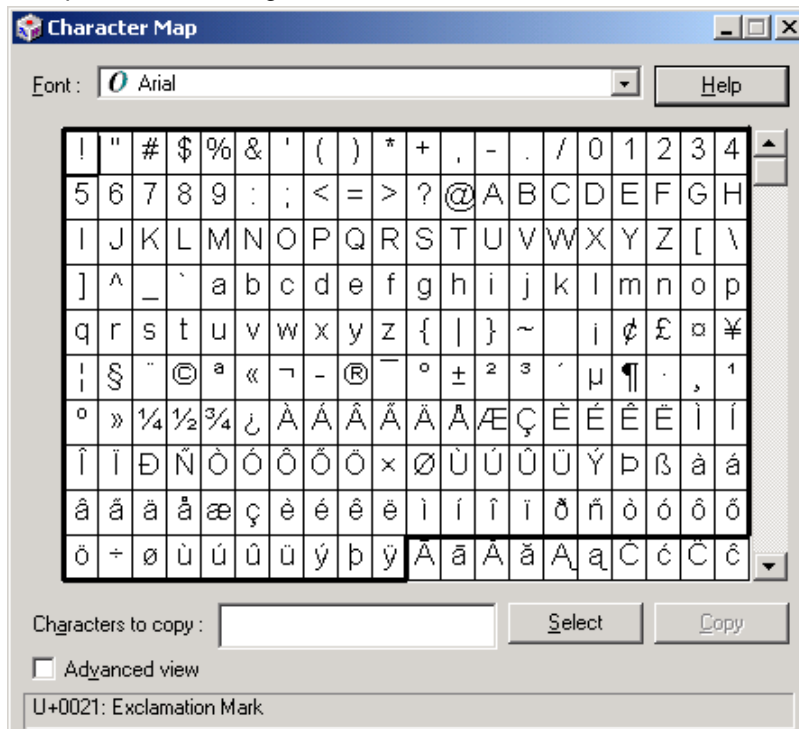 Character Map
Font : O Arial Help
! " # $ % & ' ( ) * + , - . / 0 1 2 3 4
5 6 7 8 9 : ; < = > ? @ A B C D E F G H
I J K L M N O P Q R S T U V W X Y Z [ \
] ^ _ ` a b c d e f g h i j k l m n o p
q r s t u v w x y z { | } ~ ¡ ¢ £ ¤ ¥
¦ § ¨ © ª « ¬ - ® ¯ ° ± ² ³ ´ µ ¶ · ¸ ¹
º » ¼ ½ ¾ ¿ À Á Â Ã Ä Å Æ Ç È É Ê Ë Ì Í
Î Ï Ð Ñ Ò Ó Ô Õ Ö × Ø Ù Ú Û Ü Ý Þ ß à á
â ã ä å æ ç è é ê ë ì í î ï ð ñ ò ó ô õ
ö ÷ ø ù ú û ü ý þ ÿ Ā ā Ă ă Ą ą Ć ć Ĉ ĉ
Characters to copy : Select Copy
Advanced view
U+0021: Exclamation Mark